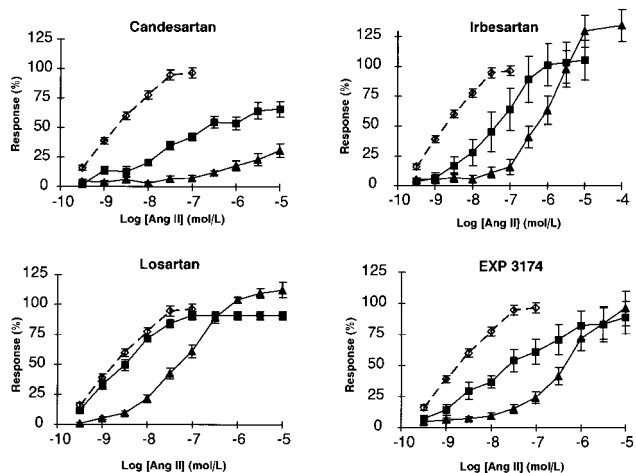 Candesartan
Response (%)
125
100
75
50
25
0
-10 -9 -8 -7 -6 -5
Log [Ang II] (mol/L)
Irbesartan
Response (%)
125
100
75
50
25
0
-10 -9 -8 -7 -6 -5 -4
Log [Ang II] (mol/L)
Losartan
Response (%)
125
100
75
50
25
0
-10 -9 -8 -7 -6 -5
Log [Ang II] (mol/L)
EXP 3174
Response (%)
125
100
75
50
25
0
-10 -9 -8 -7 -6 -5
Log [Ang II] (mol/L)